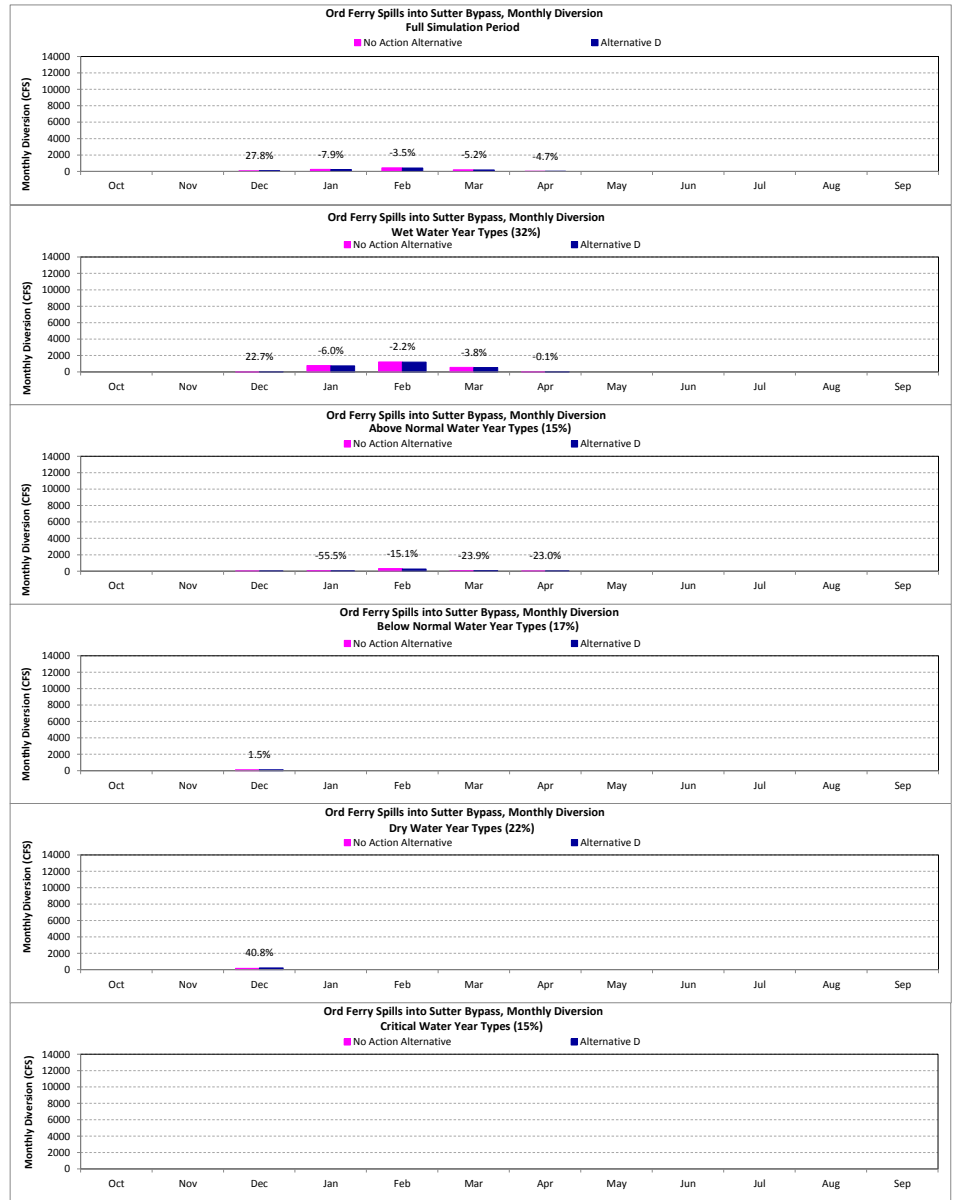 Ord Ferry Spills into Sutter Bypass, Monthly Diversion
Full Simulation Period
No Action Alternative Alternative D
Monthly Diversion (CFS)
14000
12000
10000
8000
6000
4000
2000
0
27.8% -7.9% -3.5% -5.2% -4.7%
Oct Nov Dec Jan Feb Mar Apr May Jun Jul Aug Sep
Ord Ferry Spills into Sutter Bypass, Monthly Diversion
Wet Water Year Types (32%)
No Action Alternative Alternative D
Monthly Diversion (CFS)
14000
12000
10000
8000
6000
4000
2000
0
22.7% -6.0% -2.2% -3.8% -0.1%
Oct Nov Dec Jan Feb Mar Apr May Jun Jul Aug Sep
Ord Ferry Spills into Sutter Bypass, Monthly Diversion
Above Normal Water Year Types (15%)
No Action Alternative Alternative D
Monthly Diversion (CFS)
14000
12000
10000
8000
6000
4000
2000
0
-55.5% -15.1% -23.9% -23.0%
Oct Nov Dec Jan Feb Mar Apr May Jun Jul Aug Sep
Ord Ferry Spills into Sutter Bypass, Monthly Diversion
Below Normal Water Year Types (17%)
No Action Alternative Alternative D
Monthly Diversion (CFS)
14000
12000
10000
8000
6000
4000
2000
0
1.5%
Oct Nov Dec Jan Feb Mar Apr May Jun Jul Aug Sep
Ord Ferry Spills into Sutter Bypass, Monthly Diversion
Dry Water Year Types (22%)
No Action Alternative Alternative D
Monthly Diversion (CFS)
14000
12000
10000
8000
6000
4000
2000
0
40.8%
Oct Nov Dec Jan Feb Mar Apr May Jun Jul Aug Sep
Ord Ferry Spills into Sutter Bypass, Monthly Diversion
Critical Water Year Types (15%)
No Action Alternative Alternative D
Monthly Diversion (CFS)
14000
12000
10000
8000
6000
4000
2000
0
Oct Nov Dec Jan Feb Mar Apr May Jun Jul Aug Sep